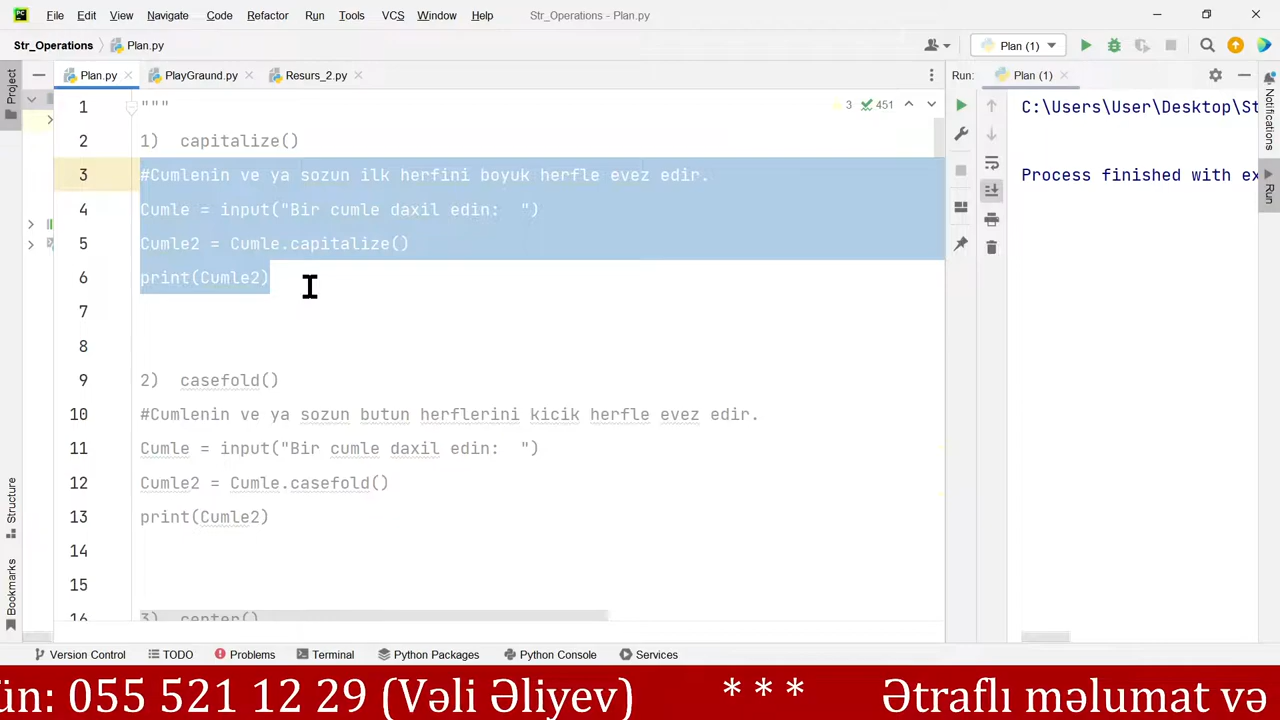 File Edit View Navigate Code Refactor Run Tools VCS Window Help Str_Operations - Plan.py
Str_Operations Plan.py Plan (1)
Project Plan.py PlayGround.py Resurs_2.py Run: Plan (1) Notifications
3 451
1 """
2 1) capitalize()
3 #Cumlenin ve ya sozun ilk herfini boyuk herfle evez edir.
4 Cumle = input("Bir cumle daxil edin:  ")
5 Cumle2 = Cumle.capitalize()
6 print(Cumle2)
7
8
9 2) casefold()
10 #Cumlenin ve ya sozun butun herflerini kicik herfle evez edir.
11 Cumle = input("Bir cumle daxil edin:  ")
12 Cumle2 = Cumle.casefold()
13 print(Cumle2)
14
15
16 3) center()
C:\Users\User\Desktop\St
Process finished with ex
Run
Structure
Bookmarks
Version Control TODO Problems Terminal Python Packages Python Console Services
ün: 055 521 12 29 (Vəli Əliyev) * * * Ətraflı məlumat və